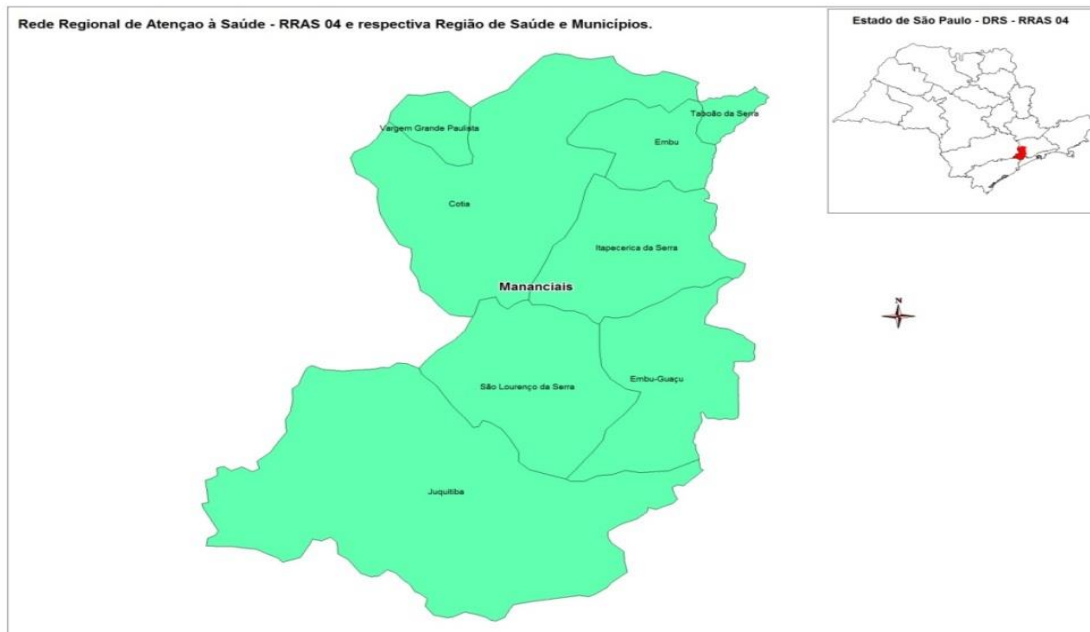 Rede Regional de Atençao à Saúde - RRAS 04 e respectiva Região de Saúde e Municípios.
Estado de São Paulo - DRS - RRAS 04
Taboão da Serra
Vargem Grande Paulista
Embu
Cotia
Itapecerica da Serra
Mananciais
N
São Lourenço da Serra
Embu-Guaçu
Juquitiba